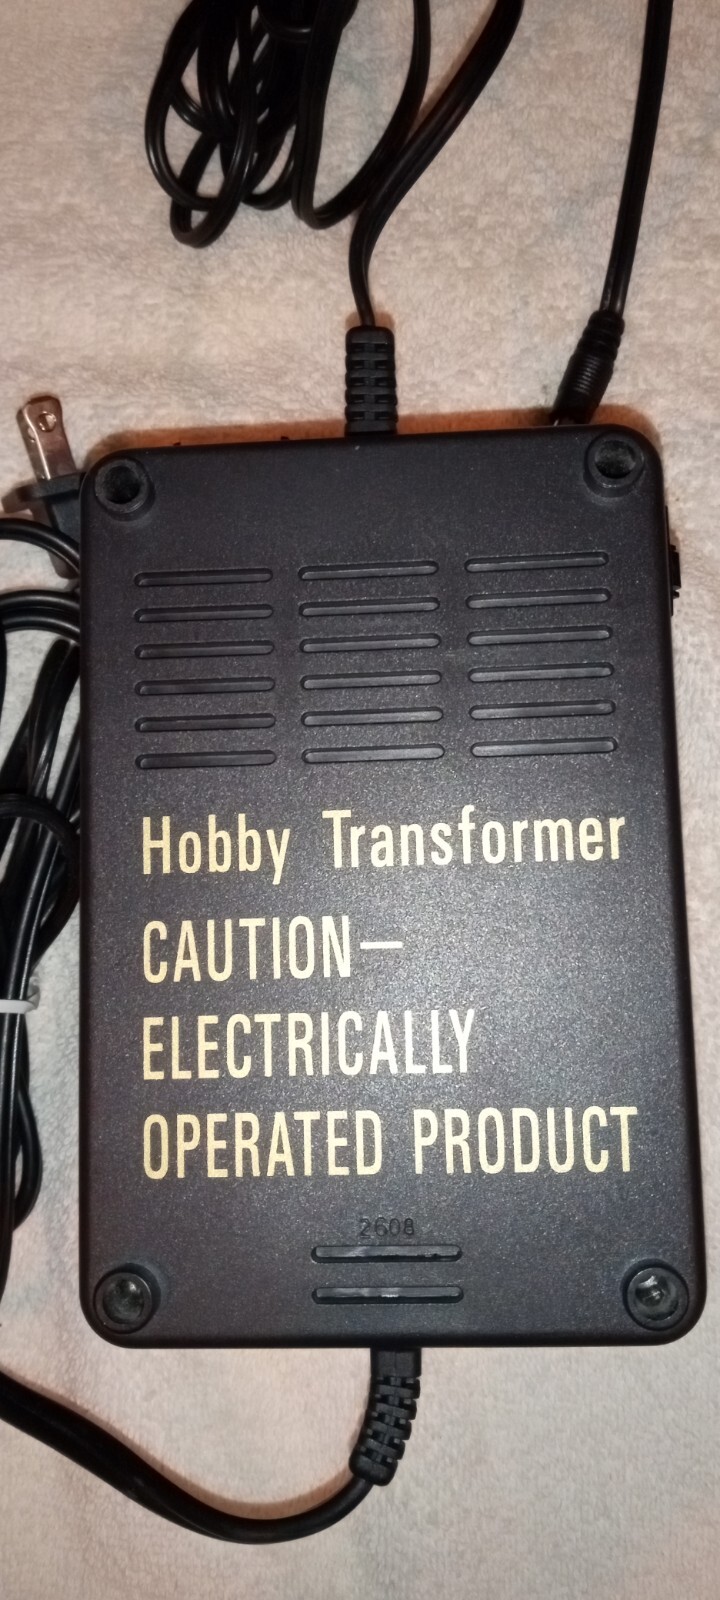 Hobby Transformer
CAUTION—
ELECTRICALLY
OPERATED PRODUCT
2608